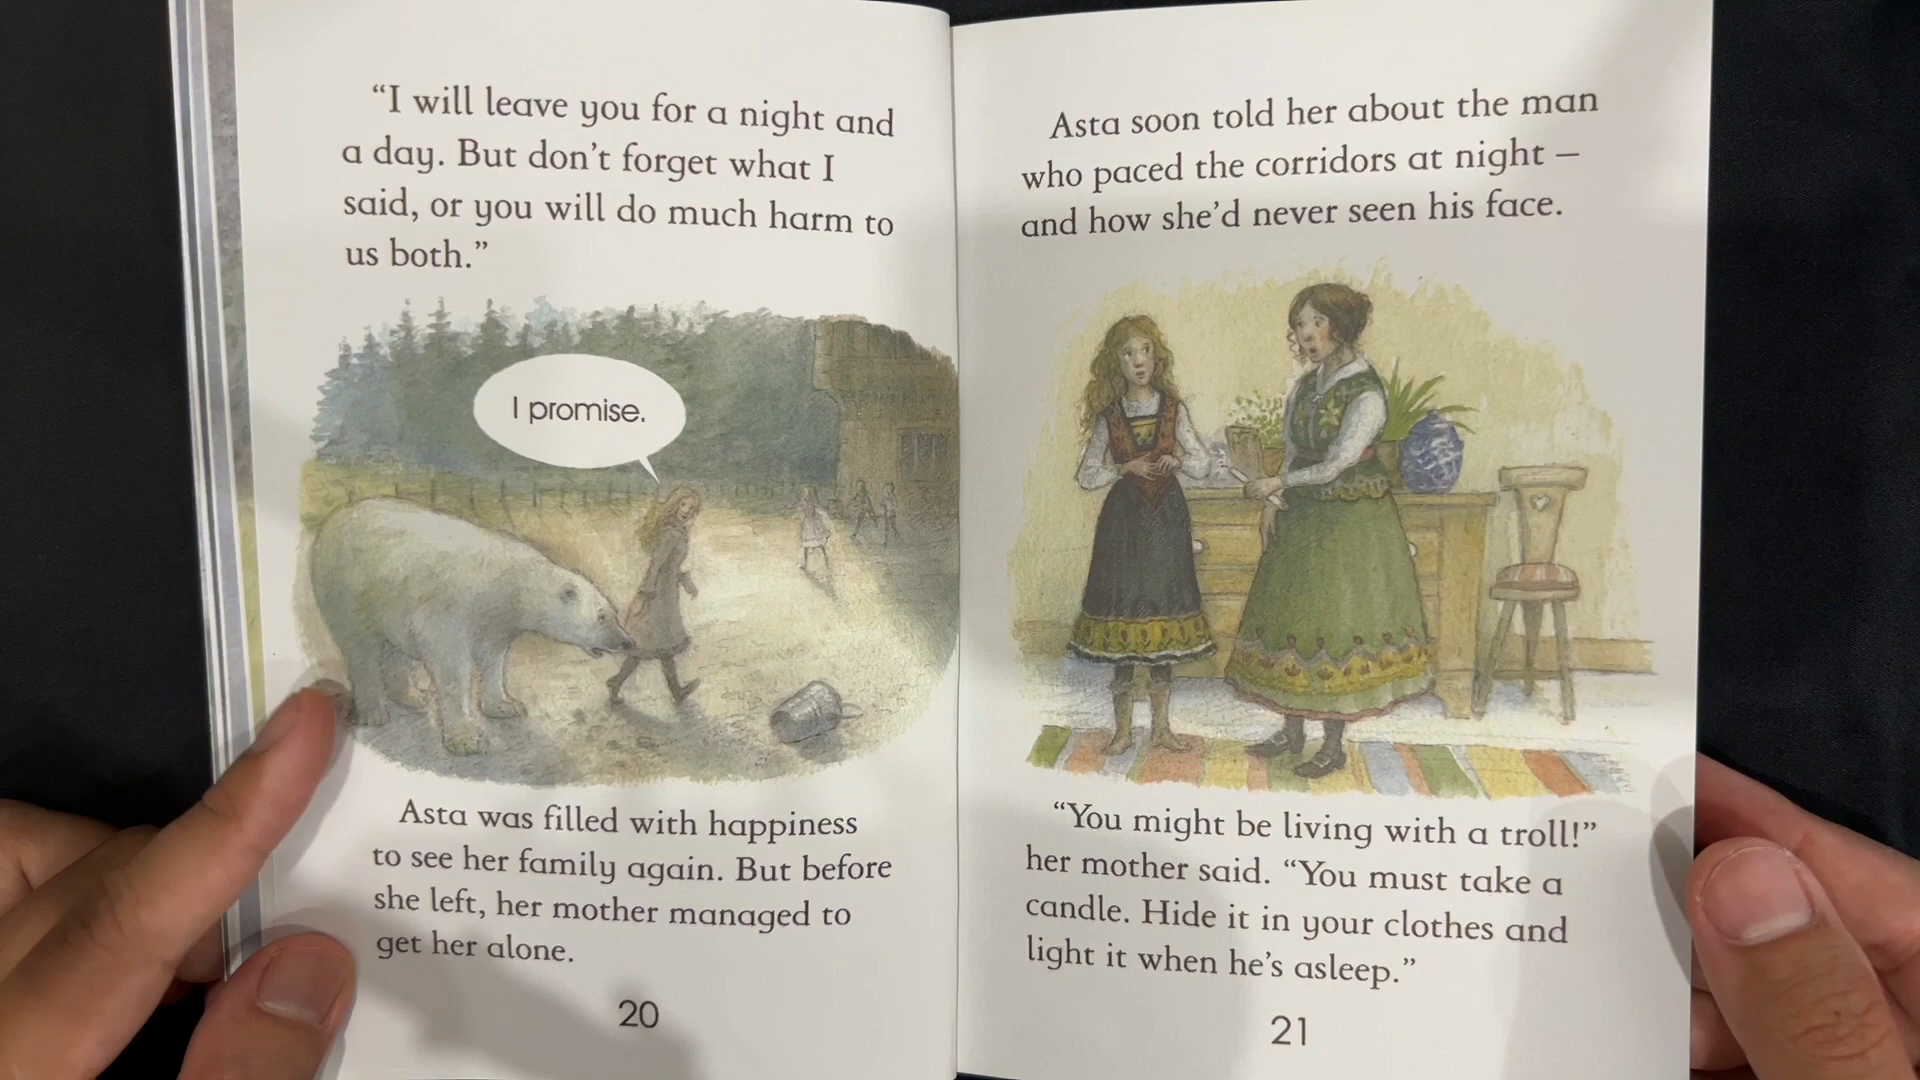 “I will leave you for a night and
a day. But don’t forget what I
said, or you will do much harm to
us both.”
I promise.
Asta was filled with happiness
to see her family again. But before
she left, her mother managed to
get her alone.
20
Asta soon told her about the man
who paced the corridors at night –
and how she’d never seen his face.
“You might be living with a troll!”
her mother said. “You must take a
candle. Hide it in your clothes and
light it when he’s asleep.”
21